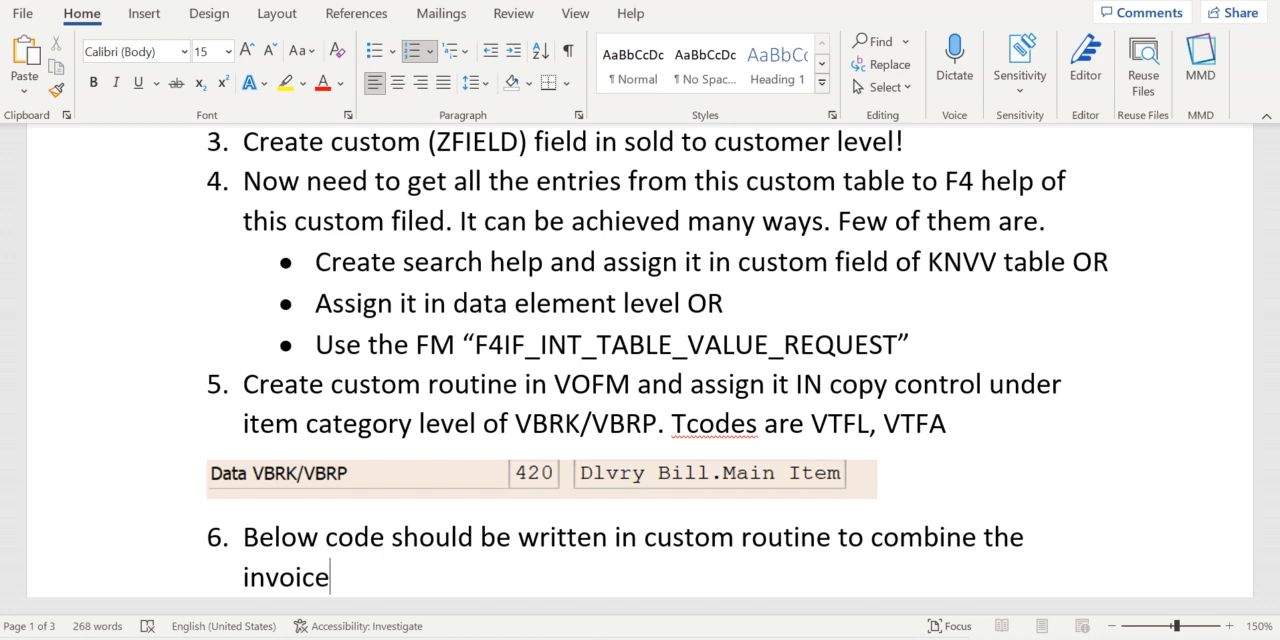 File Home Insert Design Layout References Mailings Review View Help Comments Share
Calibri (Body) 15 Aa
AaBbCcDc AaBbCcDc AaBbCc
Find
Replace
Select
Paste
B I U ab x₂ x² A A
¶ Normal ¶ No Spac... Heading 1
Dictate Sensitivity Editor Reuse Files MMD
Clipboard Font Paragraph Styles Editing Voice Sensitivity Editor Reuse Files MMD
3. Create custom (ZFIELD) field in sold to customer level!
4. Now need to get all the entries from this custom table to F4 help of
this custom filed. It can be achieved many ways. Few of them are.
• Create search help and assign it in custom field of KNVV table OR
• Assign it in data element level OR
• Use the FM “F4IF_INT_TABLE_VALUE_REQUEST”
5. Create custom routine in VOFM and assign it IN copy control under
item category level of VBRK/VBRP. Tcodes are VTFL, VTFA
Data VBRK/VBRP 420 Dlvry Bill.Main Item
6. Below code should be written in custom routine to combine the
invoice
Page 1 of 3 268 words English (United States) Accessibility: Investigate Focus 150%